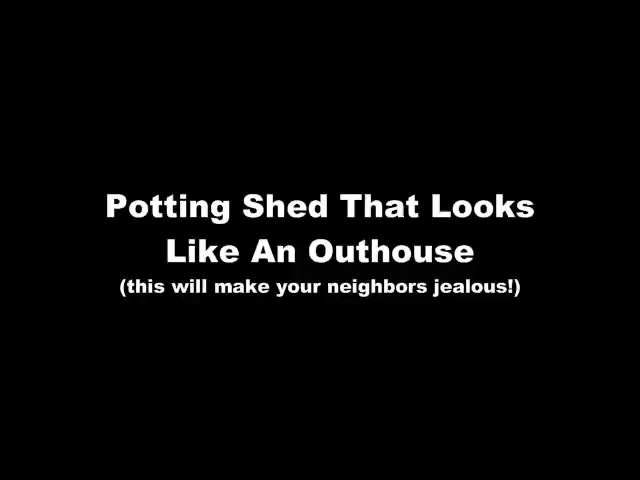 Potting Shed That Looks
Like An Outhouse
(this will make your neighbors jealous!)